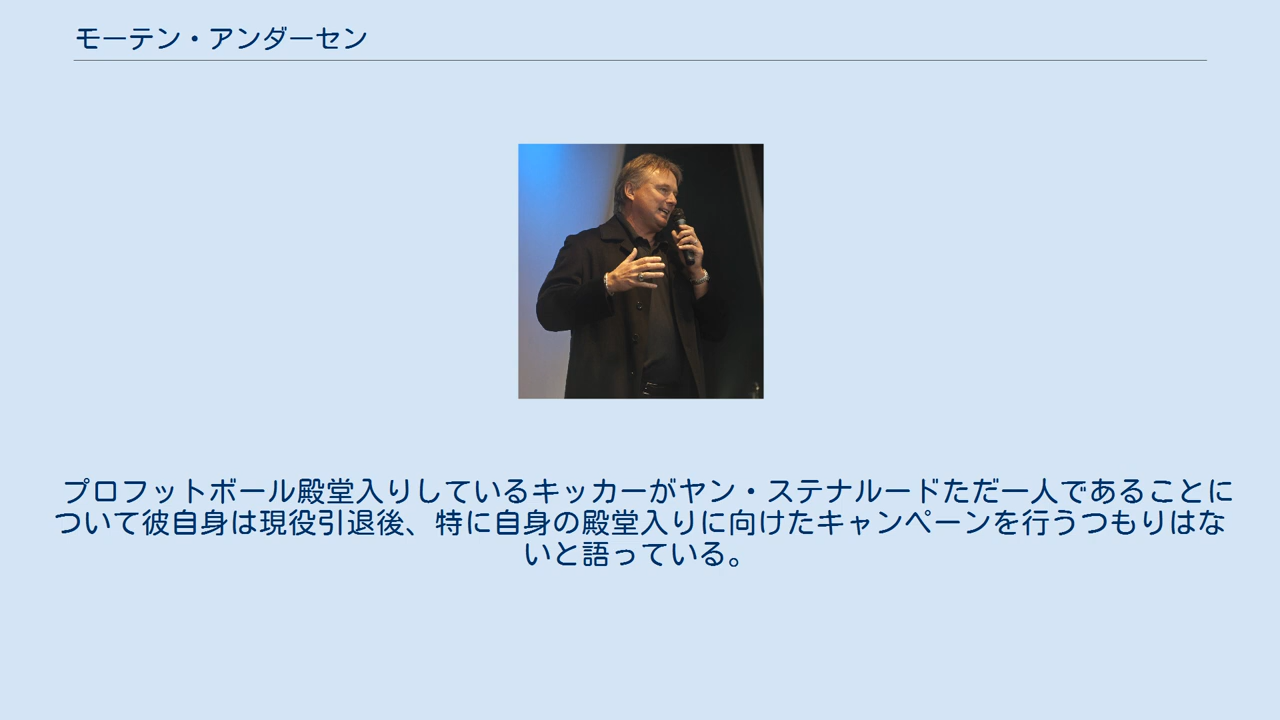 モーテン・アンダーセン
プロフットボール殿堂入りしているキッカーがヤン・ステナルードただ一人であることに
ついて彼自身は現役引退後、特に自身の殿堂入りに向けたキャンペーンを行うつもりはな
いと語っている。